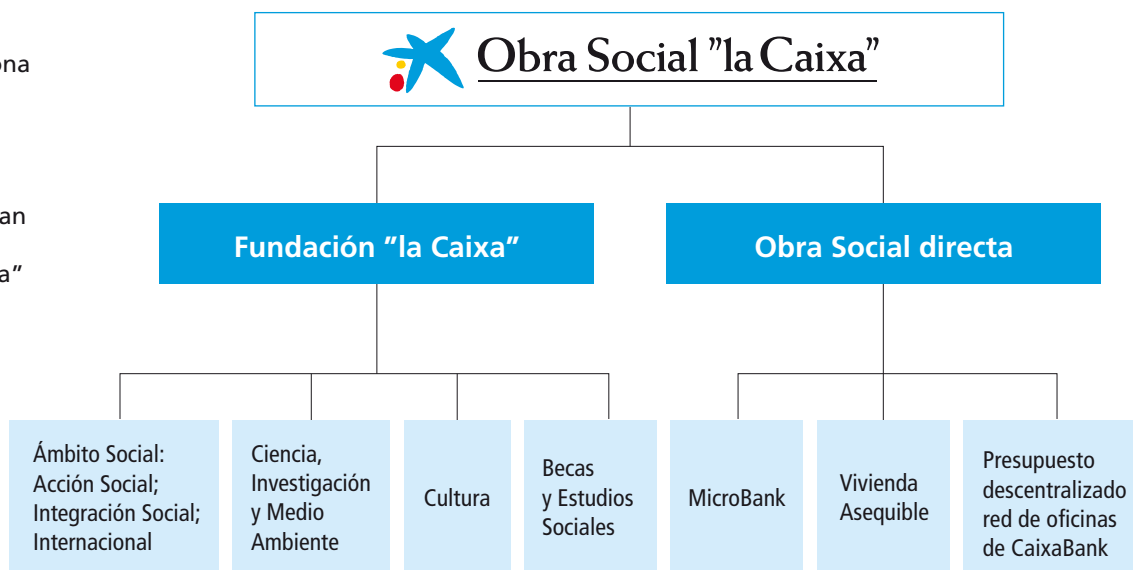 ona
an
a”
Obra Social ”la Caixa”
Fundación ”la Caixa”
Obra Social directa
Ámbito Social:
Acción Social;
Integración Social;
Internacional
Ciencia,
Investigación
y Medio
Ambiente
Cultura
Becas
y Estudios
Sociales
MicroBank
Vivienda
Asequible
Presupuesto
descentralizado
red de oficinas
de CaixaBank